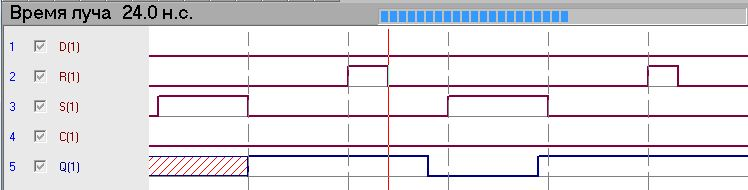 Время луча 24.0 н.с.
1 D(1)
2 R(1)
3 S(1)
4 C(1)
5 Q(1)